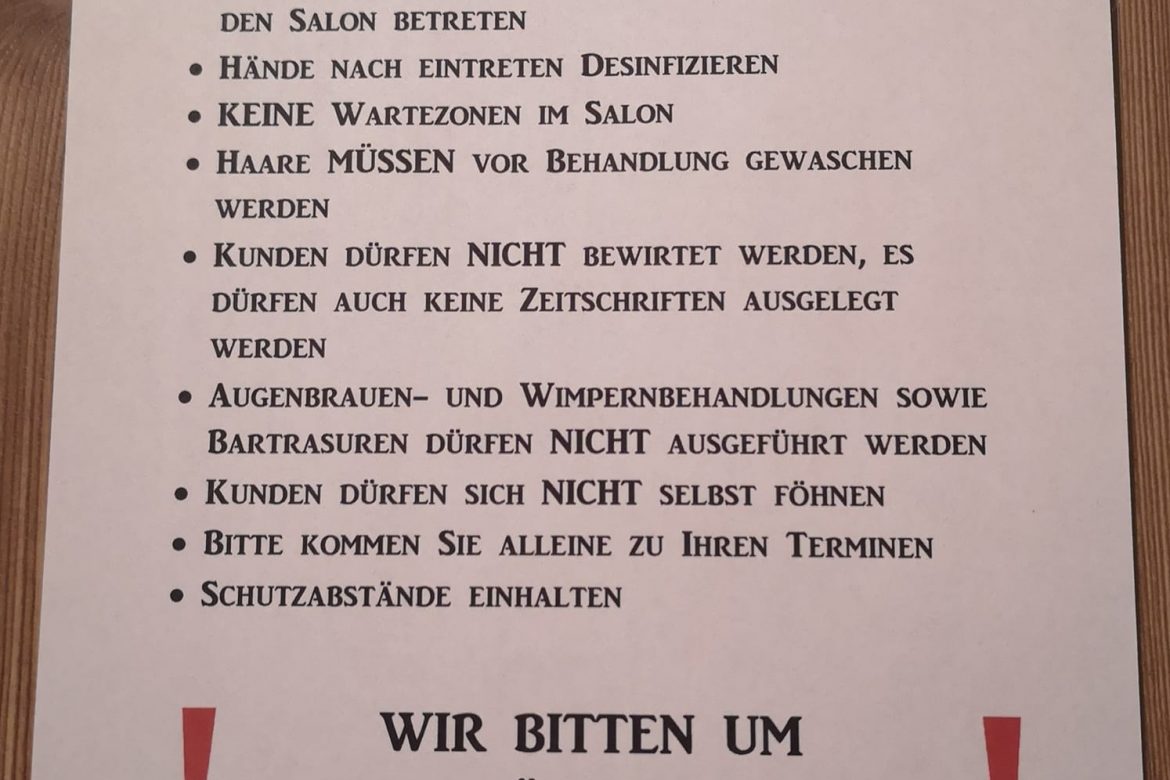 DEN SALON BETRETEN
• HÄNDE NACH EINTRETEN DESINFIZIEREN
• KEINE WARTEZONEN IM SALON
• HAARE MÜSSEN VOR BEHANDLUNG GEWASCHEN
WERDEN
• KUNDEN DÜRFEN NICHT BEWIRTET WERDEN, ES
DÜRFEN AUCH KEINE ZEITSCHRIFTEN AUSGELEGT
WERDEN
• AUGENBRAUEN- UND WIMPERNBEHANDLUNGEN SOWIE
BARTRASUREN DÜRFEN NICHT AUSGEFÜHRT WERDEN
• KUNDEN DÜRFEN SICH NICHT SELBST FÖHNEN
• BITTE KOMMEN SIE ALLEINE ZU IHREN TERMINEN
• SCHUTZABSTÄNDE EINHALTEN
WIR BITTEN UM